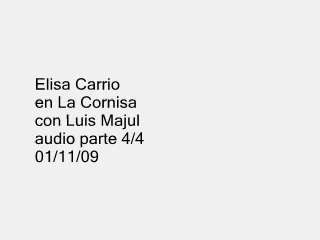 Elisa Carrio
en La Cornisa
con Luis Majul
audio parte 4/4
01/11/09